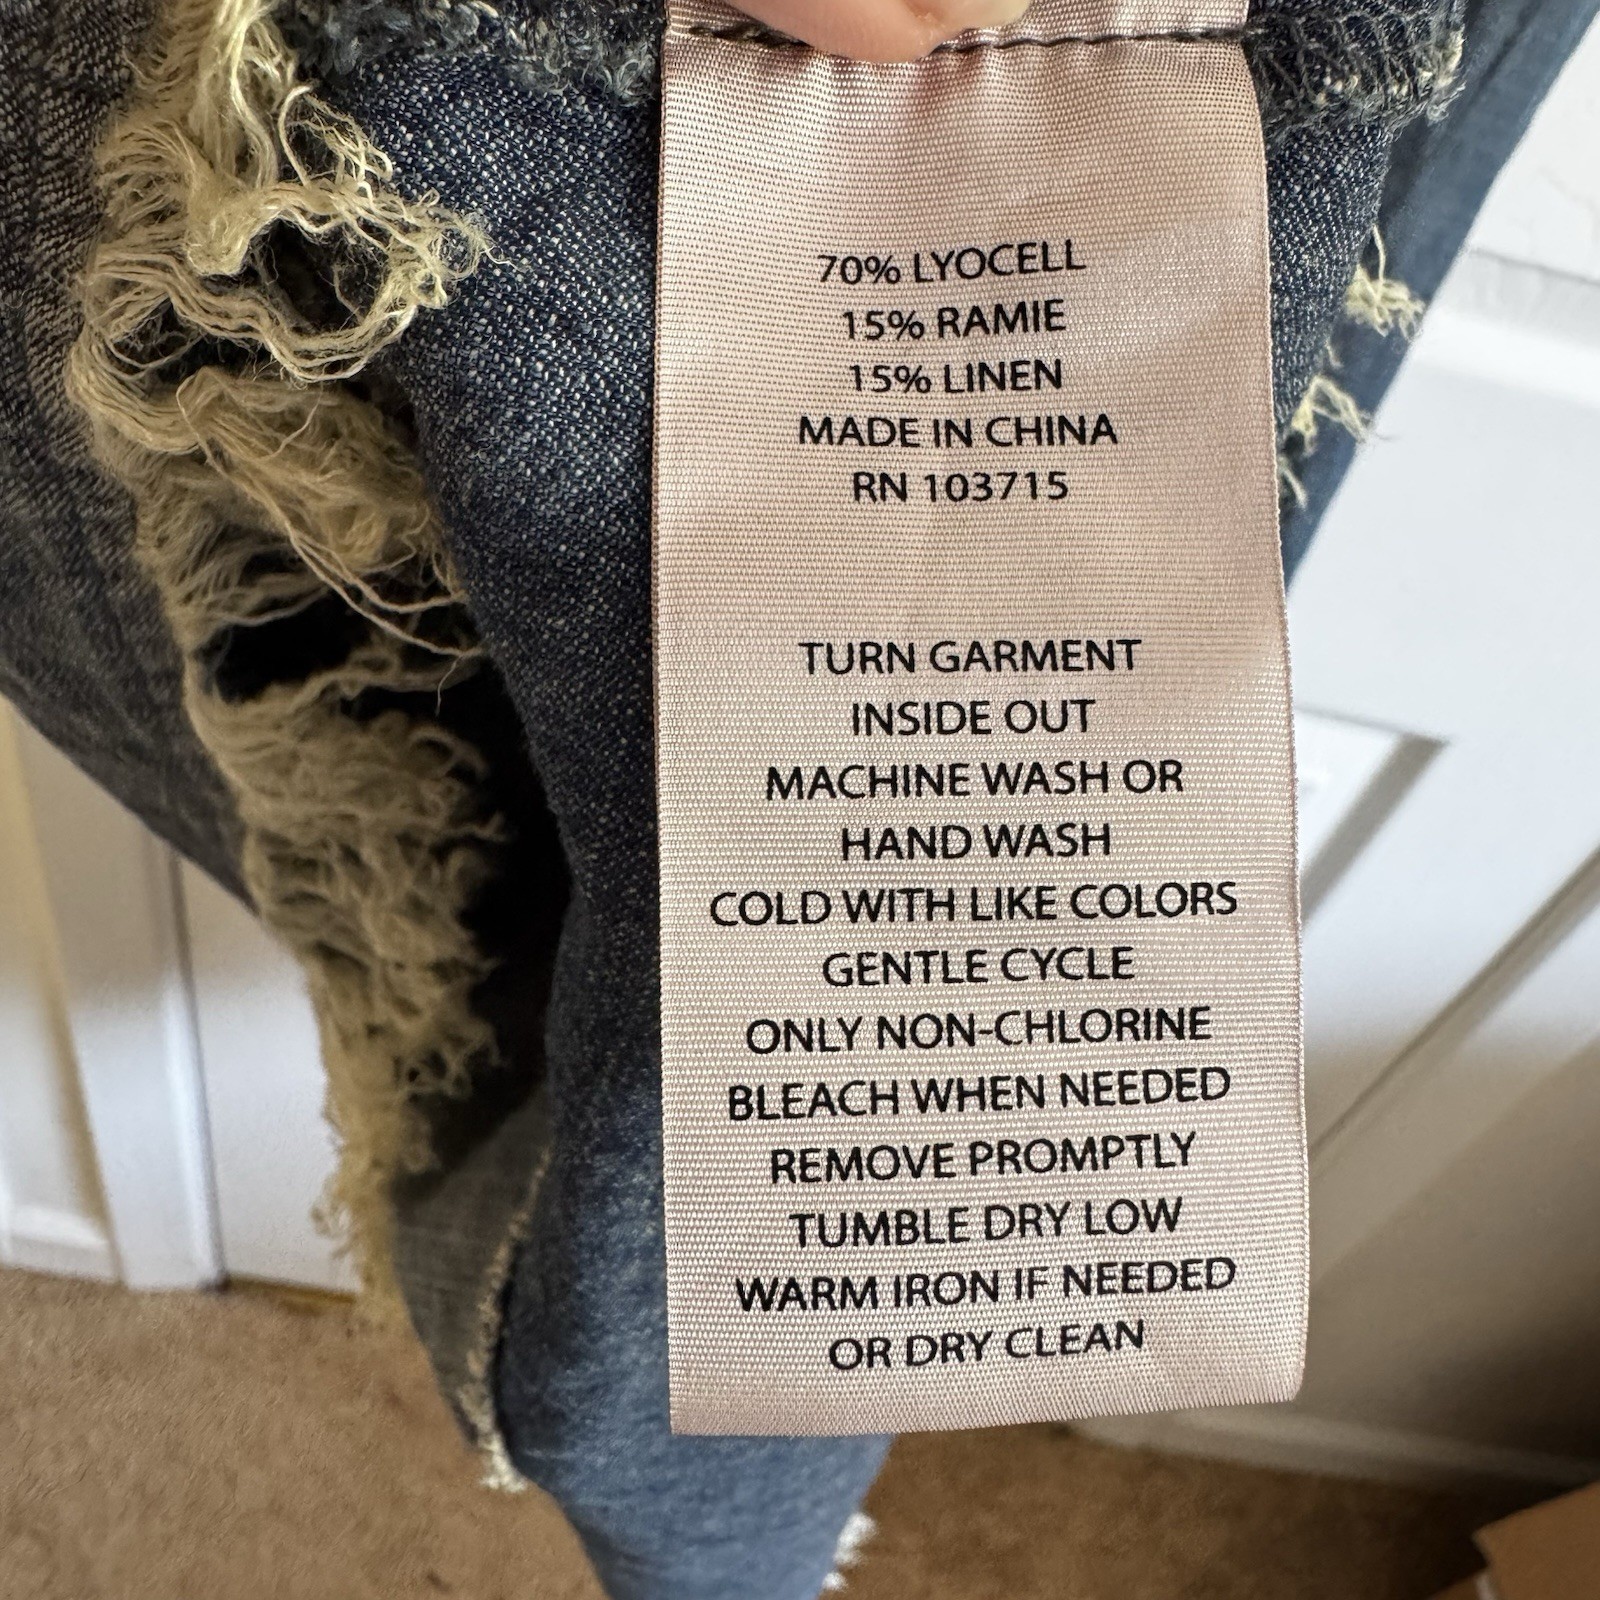 70% LYOCELL
15% RAMIE
15% LINEN
MADE IN CHINA
RN 103715
TURN GARMENT
INSIDE OUT
MACHINE WASH OR
HAND WASH
COLD WITH LIKE COLORS
GENTLE CYCLE
ONLY NON-CHLORINE
BLEACH WHEN NEEDED
REMOVE PROMPTLY
TUMBLE DRY LOW
WARM IRON IF NEEDED
OR DRY CLEAN